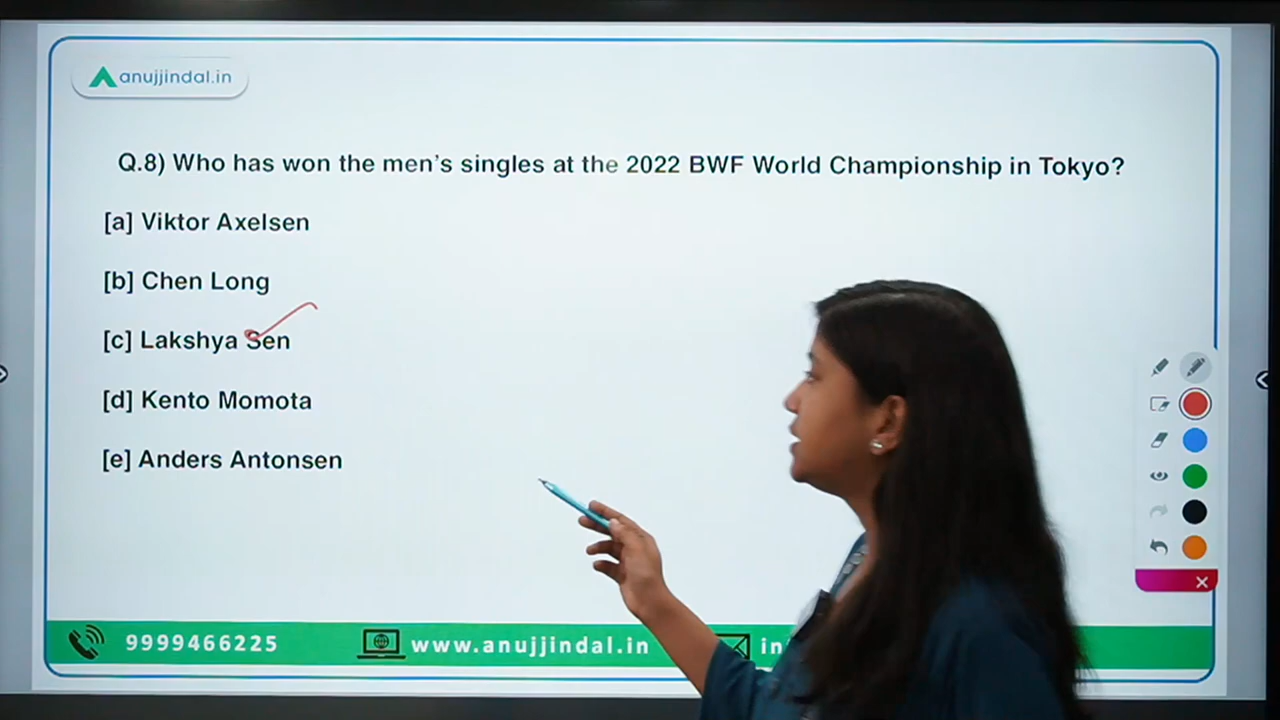 anujjindal.in
Q.8) Who has won the men's singles at the 2022 BWF World Championship in Tokyo?
[a] Viktor Axelsen
[b] Chen Long
[c] Lakshya Sen
[d] Kento Momota
[e] Anders Antonsen
9999466225 www.anujjindal.in in